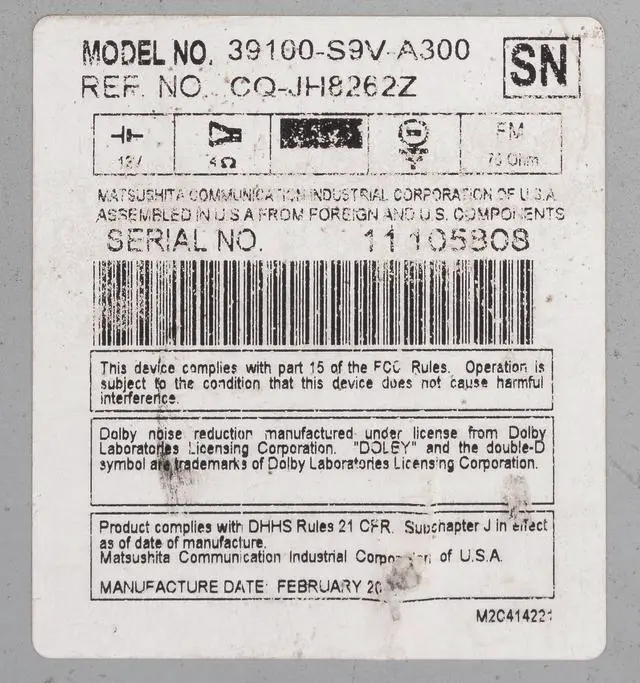 MODEL NO. 39100-S9V-A300
SN
REF. NO. CQ-JH8262Z
12V 4Ω FM 75 Ohm
MATSUSHITA COMMUNICATION INDUSTRIAL CORPORATION OF U.S.A.
ASSEMBLED IN U.S.A FROM FOREIGN AND U.S. COMPONENTS
SERIAL NO. 11105808
This device complies with part 15 of the FCC Rules. Operation is
subject to the condition that this device does not cause harmful
interference.
Dolby noise reduction manufactured under license from Dolby
Laboratories Licensing Corporation. "DOLBY" and the double-D
symbol are trademarks of Dolby Laboratories Licensing Corporation.
Product complies with DHHS Rules 21 CFR. Subchapter J in effect
as of date of manufacture.
Matsushita Communication Industrial Corporation of U.S.A.
MANUFACTURE DATE: FEBRUARY
M2C414221